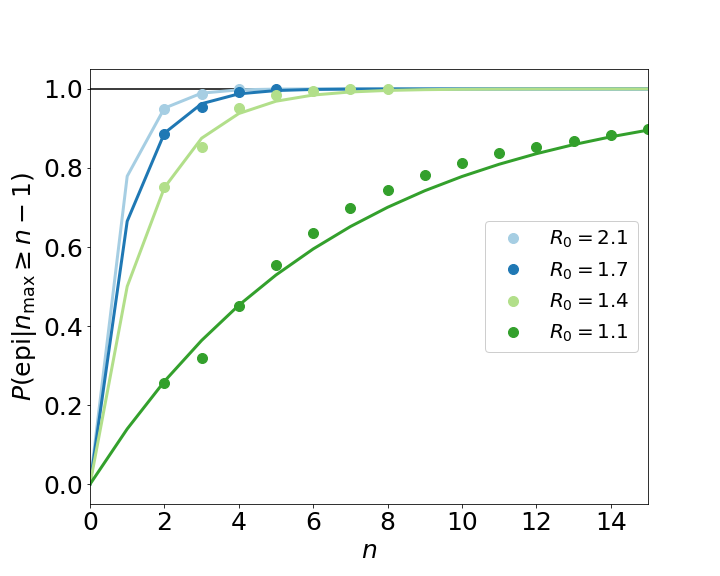 P(epi|n_max ≥ n − 1)
1.0
0.8
0.6
0.4
0.2
0.0
R_0 = 2.1
R_0 = 1.7
R_0 = 1.4
R_0 = 1.1
0 2 4 6 8 10 12 14
n